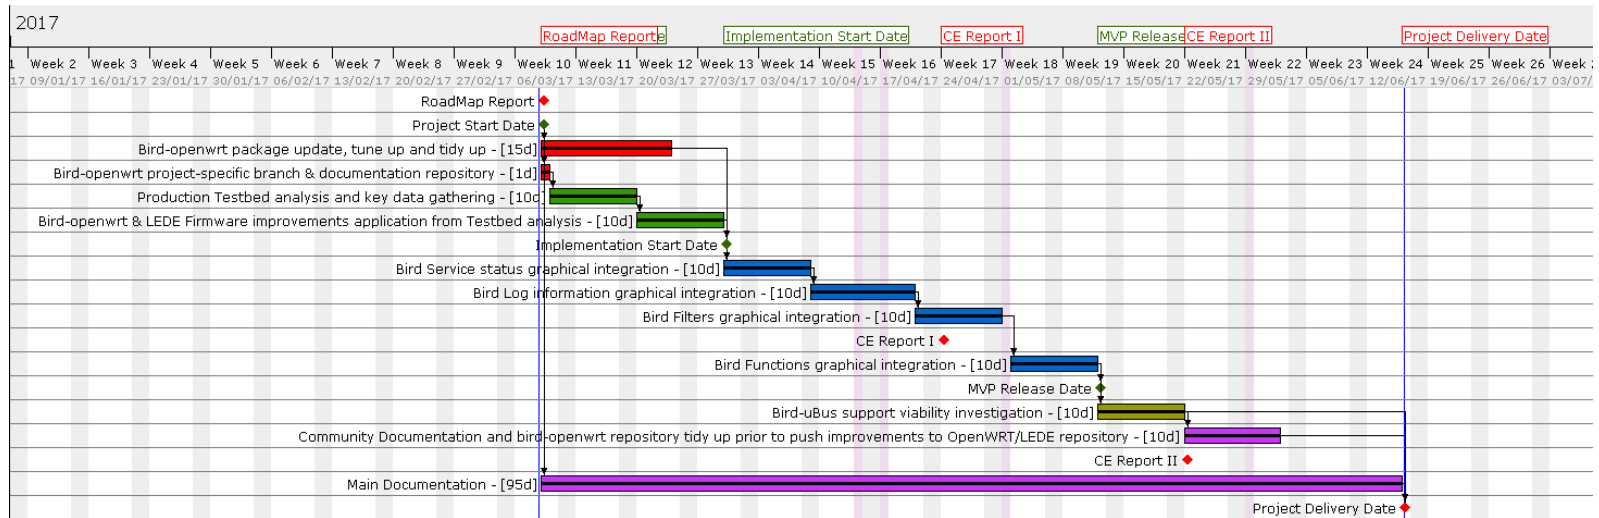 2017
RoadMap Report e Implementation Start Date CE Report I MVP Release CE Report II Project Delivery Date
1 Week 2 Week 3 Week 4 Week 5 Week 6 Week 7 Week 8 Week 9 Week 10 Week 11 Week 12 Week 13 Week 14 Week 15 Week 16 Week 17 Week 18 Week 19 Week 20 Week 21 Week 22 Week 23 Week 24 Week 25 Week 26 Week 2
17 09/01/17 16/01/17 23/01/17 30/01/17 06/02/17 13/02/17 20/02/17 27/02/17 06/03/17 13/03/17 20/03/17 27/03/17 03/04/17 10/04/17 17/04/17 24/04/17 01/05/17 08/05/17 15/05/17 22/05/17 29/05/17 05/06/17 12/06/17 19/06/17 26/06/17 03/07/
RoadMap Report
Project Start Date
Bird-openwrt package update, tune up and tidy up - [15d]
Bird-openwrt project-specific branch & documentation repository - [1d]
Production Testbed analysis and key data gathering - [10d]
Bird-openwrt & LEDE Firmware improvements application from Testbed analysis - [10d]
Implementation Start Date
Bird Service status graphical integration - [10d]
Bird Log information graphical integration - [10d]
Bird Filters graphical integration - [10d]
CE Report I
Bird Functions graphical integration - [10d]
MVP Release Date
Bird-uBus support viability investigation - [10d]
Community Documentation and bird-openwrt repository tidy up prior to push improvements to OpenWRT/LEDE repository - [10d]
CE Report II
Main Documentation - [95d]
Project Delivery Date